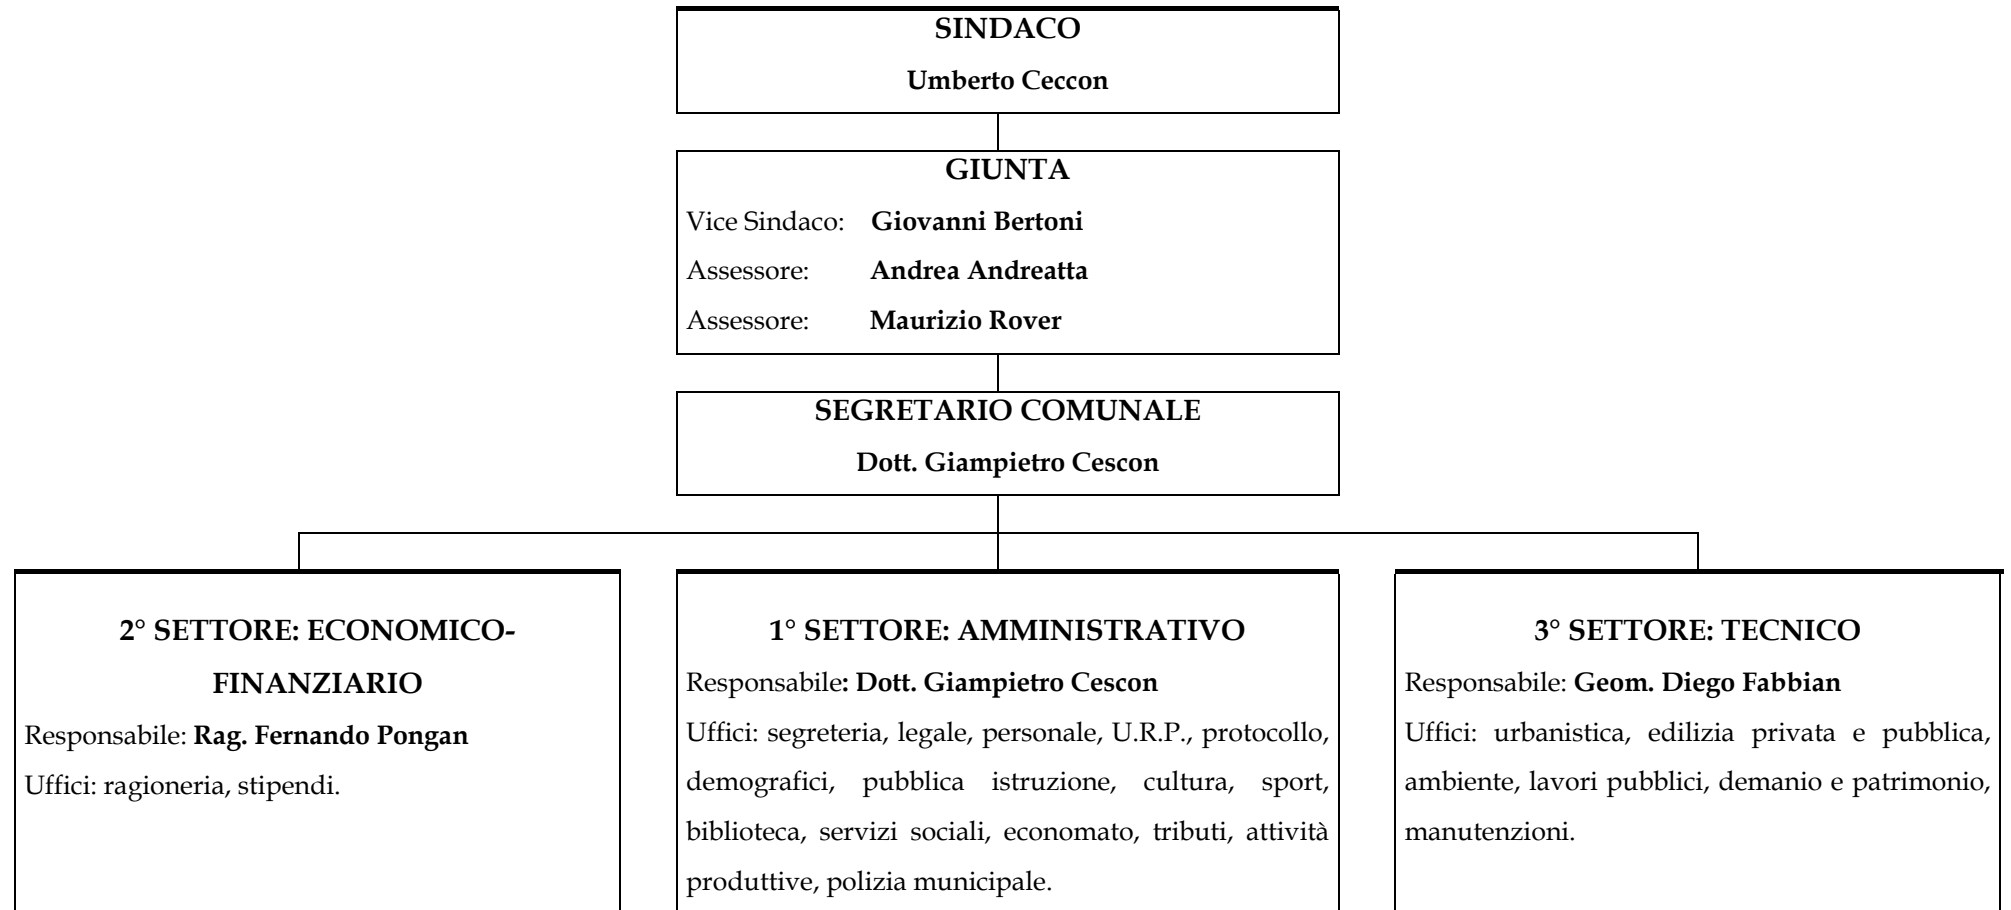 SINDACO
Umberto Ceccon
GIUNTA
Vice Sindaco: Giovanni Bertoni
Assessore: Andrea Andreatta
Assessore: Maurizio Rover
SEGRETARIO COMUNALE
Dott. Giampietro Cescon
2° SETTORE: ECONOMICO-
FINANZIARIO
Responsabile: Rag. Fernando Pongan
Uffici: ragioneria, stipendi.
1° SETTORE: AMMINISTRATIVO
Responsabile: Dott. Giampietro Cescon
Uffici: segreteria, legale, personale, U.R.P., protocollo,
demografici, pubblica istruzione, cultura, sport,
biblioteca, servizi sociali, economato, tributi, attività
produttive, polizia municipale.
3° SETTORE: TECNICO
Responsabile: Geom. Diego Fabbian
Uffici: urbanistica, edilizia privata e pubblica,
ambiente, lavori pubblici, demanio e patrimonio,
manutenzioni.